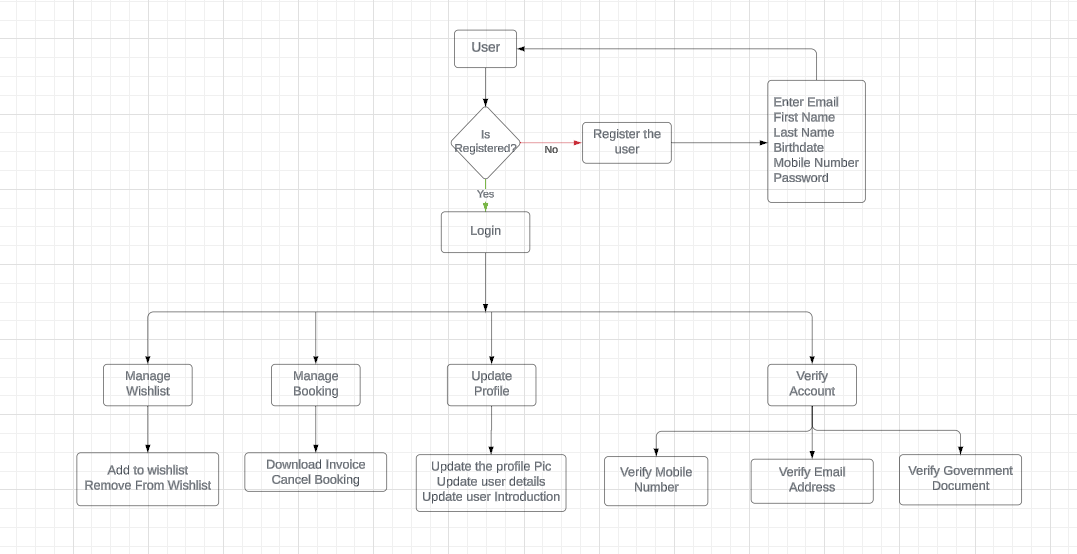 User
Is
Registered?
No
Register the
user
Enter Email
First Name
Last Name
Birthdate
Mobile Number
Password
Yes
Login
Manage
Wishlist
Manage
Booking
Update
Profile
Verify
Account
Add to wishlist
Remove From Wishlist
Download Invoice
Cancel Booking
Update the profile Pic
Update user details
Update user Introduction
Verify Mobile
Number
Verify Email
Address
Verify Government
Document